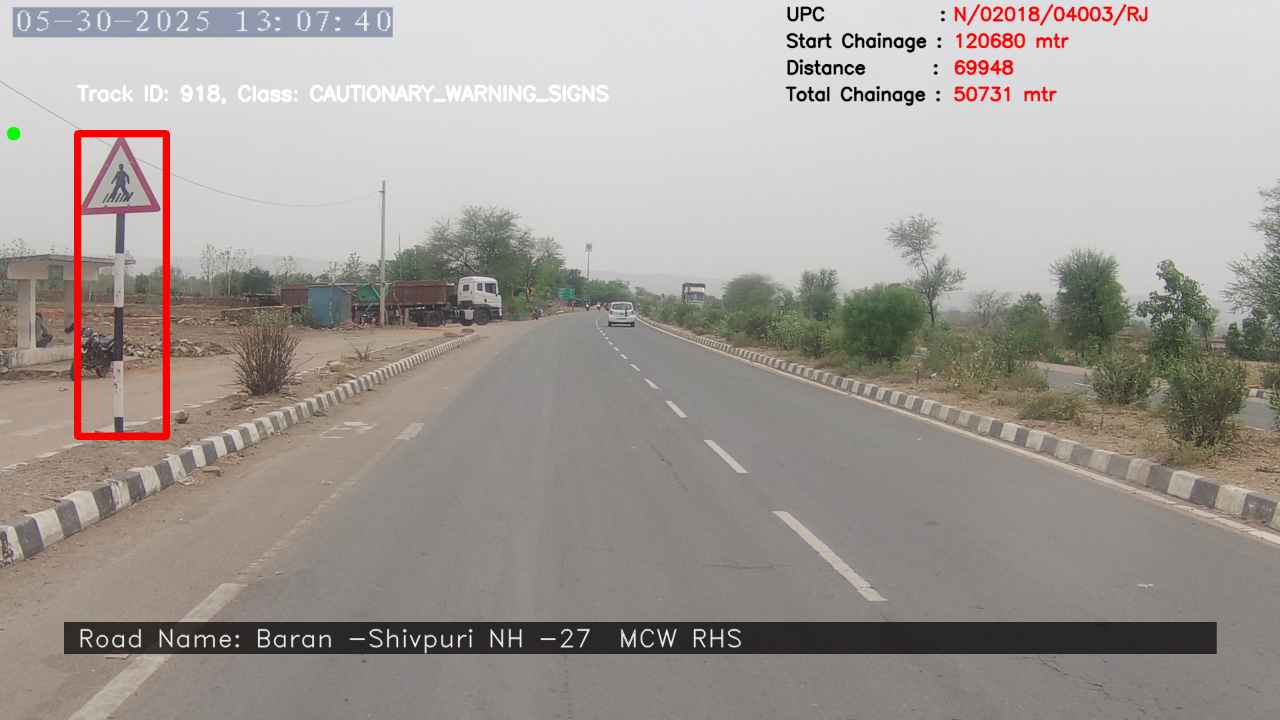 05-30-2025 13:07:40
UPC : N/02018/04003/RJ
Start Chainage : 120680 mtr
Distance : 69948
Total Chainage : 50731 mtr
Track ID: 918, Class: CAUTIONARY_WARNING_SIGNS
Road Name: Baran -Shivpuri NH -27 MCW RHS